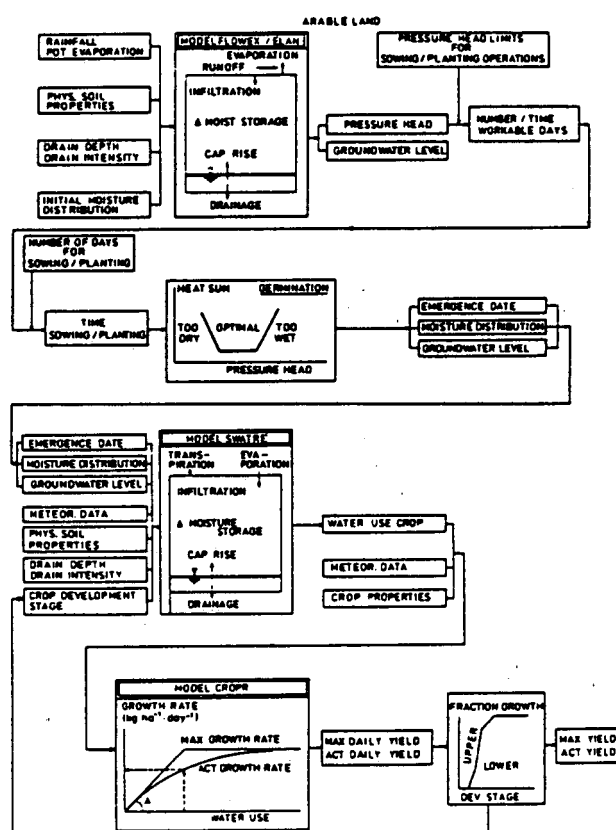 ARABLE LAND
RAINFALL
POT EVAPORATION
PHYS. SOIL
PROPERTIES
DRAIN DEPTH
DRAIN INTENSITY
INITIAL MOISTURE
DISTRIBUTION
MODEL FLOWEX / ELAN
EVAPORATION
RUNOFF
INFILTRATION
Δ MOIST STORAGE
CAP RISE
DRAINAGE
PRESSURE HEAD LIMITS
FOR
SOWING/PLANTING OPERATIONS
PRESSURE HEAD
GROUNDWATER LEVEL
NUMBER / TIME
WORKABLE DAYS
NUMBER OF DAYS
FOR
SOWING / PLANTING
TIME
SOWING/PLANTING
HEAT SUM
GERMINATION
TOO
DRY
OPTIMAL
TOO
WET
PRESSURE HEAD
EMERGENCE DATE
MOISTURE DISTRIBUTION
GROUNDWATER LEVEL
EMERGENCE DATE
MOISTURE DISTRIBUTION
GROUNDWATER LEVEL
METEOR. DATA
PHYS. SOIL
PROPERTIES
DRAIN DEPTH
DRAIN INTENSITY
CROP DEVELOPMENT
STAGE
MODEL SWATRE
TRANS-
PIRATION
EVA-
PORATION
INFILTRATION
Δ MOISTURE
STORAGE
CAP RISE
DRAINAGE
WATER USE CROP
METEOR. DATA
CROP PROPERTIES
MODEL CROPR
GROWTH RATE
(kg ha⁻¹·day⁻¹)
MAX GROWTH RATE
ACT GROWTH RATE
A
WATER USE
MAX DAILY YIELD
ACT DAILY YIELD
FRACTION GROWTH
UPPER
LOWER
DEV STAGE
MAX YIELD
ACT YIELD